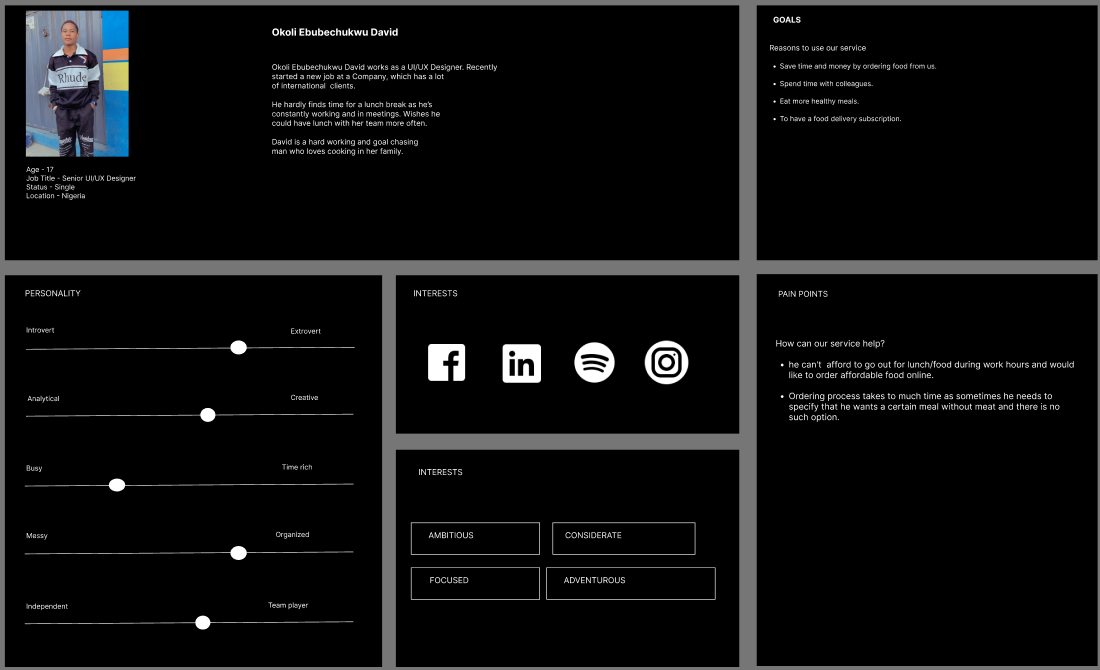 Rhude
Age - 17
Job Title - Senior UI/UX Designer
Status - Single
Location - Nigeria
Okoli Ebubechukwu David
Okoli Ebubechukwu David works as a UI/UX Designer. Recently
started a new job at a Company, which has a lot
of international  clients.
He hardly finds time for a lunch break as he's
constantly working and in meetings. Wishes he
could have lunch with her team more often.
David is a hard working and goal chasing
man who loves cooking in her family.
GOALS
Reasons to use our service
• Save time and money by ordering food from us.
• Spend time with colleagues.
• Eat more healthy meals.
• To have a food delivery subscription.
PERSONALITY
Introvert Extrovert
Analytical Creative
Busy Time rich
Messy Organized
Independent Team player
INTERESTS
in
INTERESTS
AMBITIOUS CONSIDERATE
FOCUSED ADVENTUROUS
PAIN POINTS
How can our service help?
• he can't  afford to go out for lunch/food during work hours and would
like to order affordable food online.
• Ordering process takes to much time as sometimes he needs to
specify that he wants a certain meal without meat and there is no
such option.